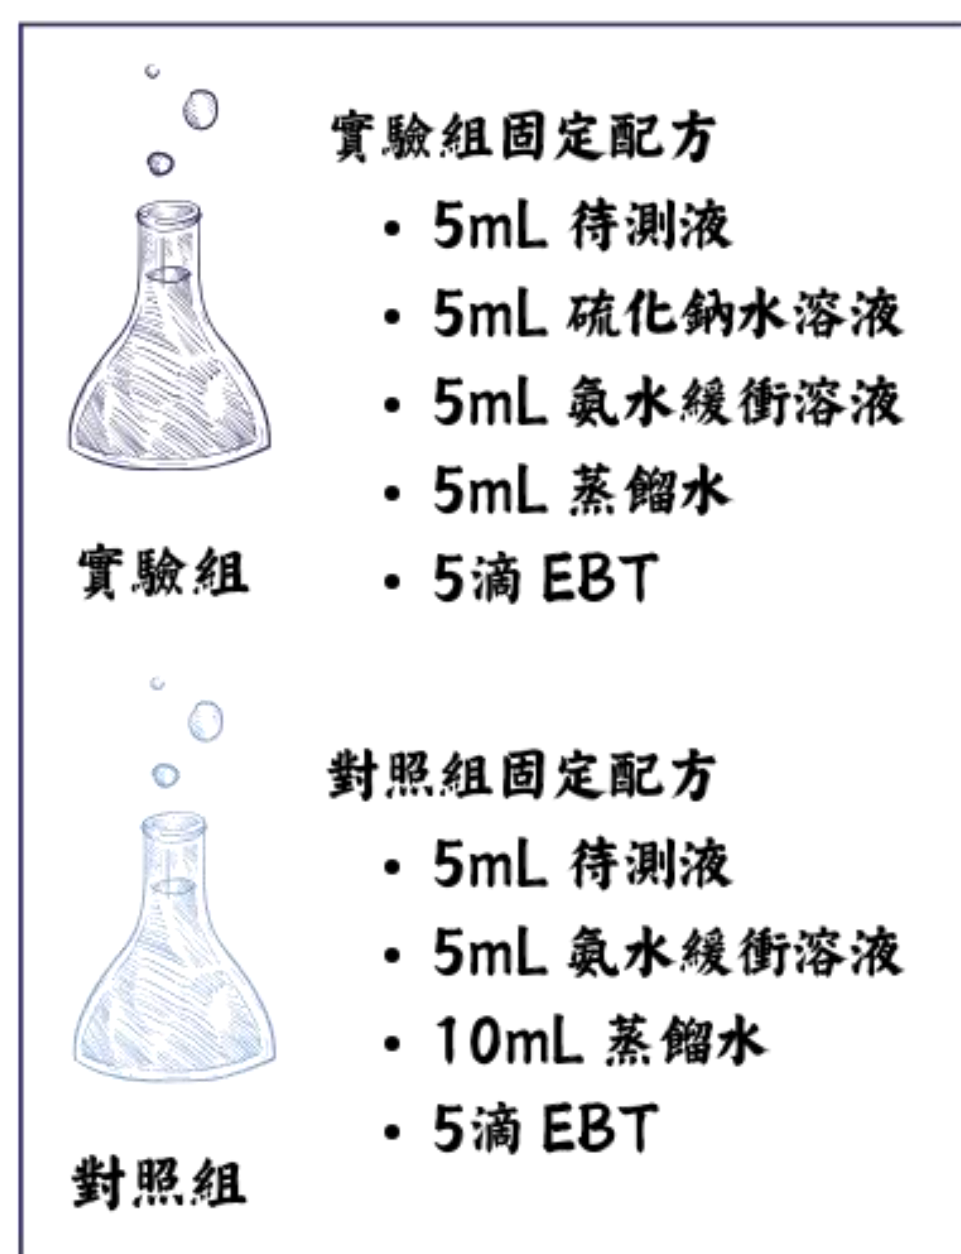 實驗組固定配方
• 5mL 待測液
• 5mL 硫化鈉水溶液
• 5mL 氨水緩衝溶液
• 5mL 蒸餾水
• 5滴 EBT
實驗組
對照組固定配方
• 5mL 待測液
• 5mL 氨水緩衝溶液
• 10mL 蒸餾水
• 5滴 EBT
對照組